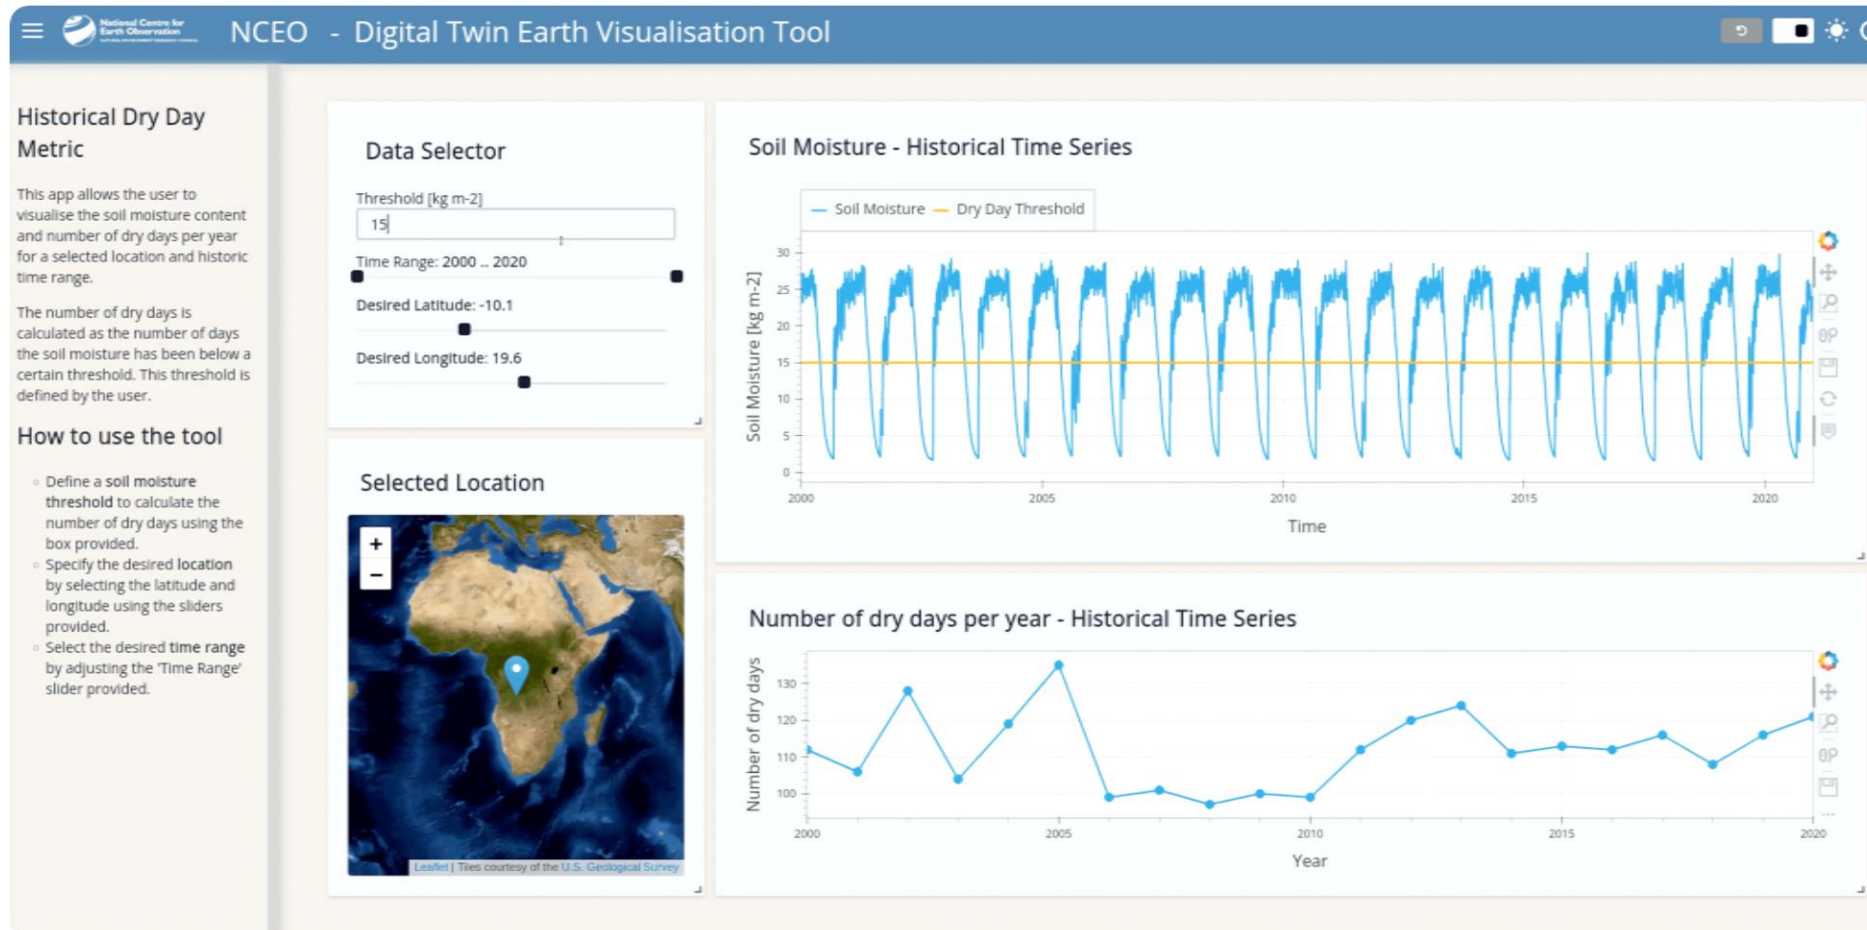 National Centre for
Earth Observation
NCEO - Digital Twin Earth Visualisation Tool
Historical Dry Day
Metric
This app allows the user to
visualise the soil moisture content
and number of dry days per year
for a selected location and historic
time range.
The number of dry days is
calculated as the number of days
the soil moisture has been below a
certain threshold. This threshold is
defined by the user.
How to use the tool
Define a soil moisture
threshold to calculate the
number of dry days using the
box provided.
Specify the desired location
by selecting the latitude and
longitude using the sliders
provided.
Select the desired time range
by adjusting the 'Time Range'
slider provided.
Data Selector
Threshold [kg m-2]
15
Time Range: 2000 .. 2020
Desired Latitude: -10.1
Desired Longitude: 19.6
Selected Location
+
−
Leaflet | Tiles courtesy of the U.S. Geological Survey
Soil Moisture - Historical Time Series
Soil Moisture
Dry Day Threshold
Soil Moisture [kg m-2]
30
25
20
15
10
5
0
2000
2005
2010
2015
2020
Time
Number of dry days per year - Historical Time Series
Number of dry days
130
120
110
100
2000
2005
2010
2015
2020
Year